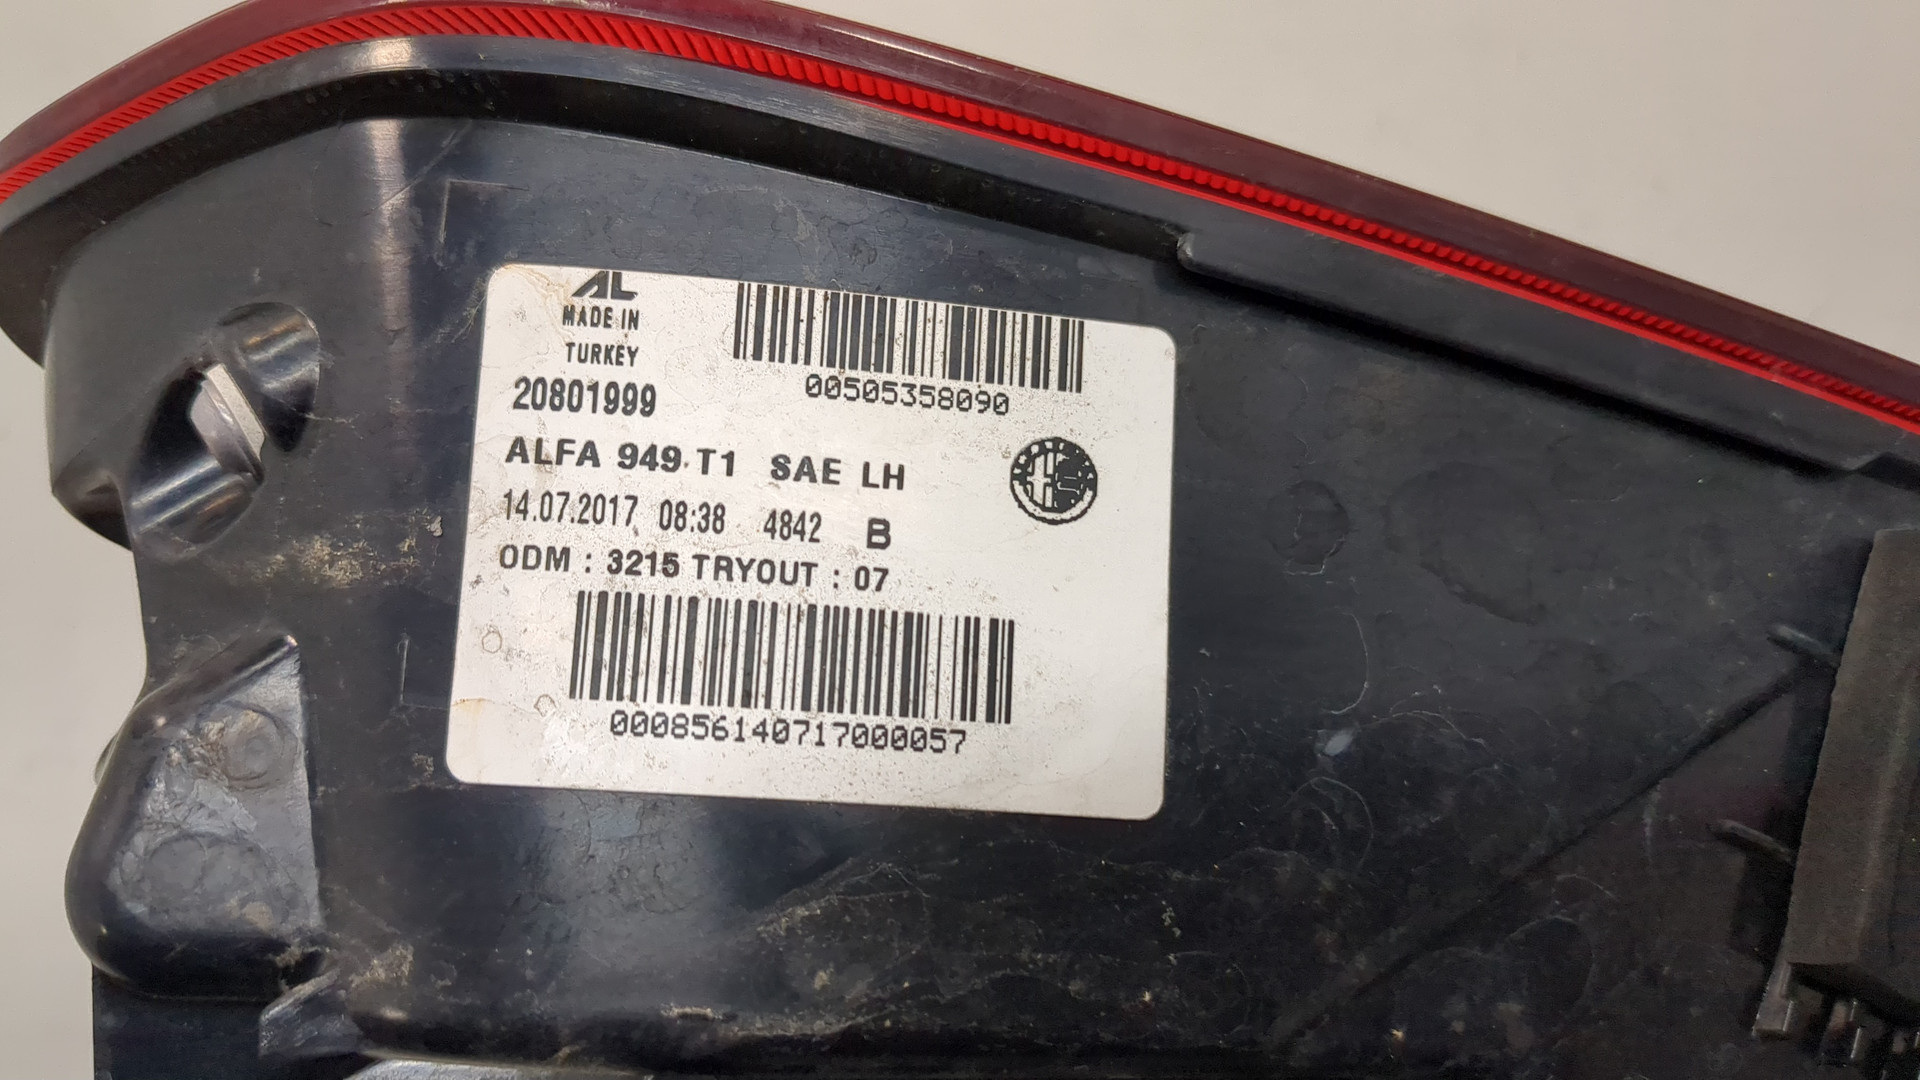 AL
MADE IN
TURKEY
00505358090
20801999
ALFA 949 T1 SAE LH
14.07.2017 08:38 4842 B
ODM : 3215 TRYOUT : 07
000856140717000057